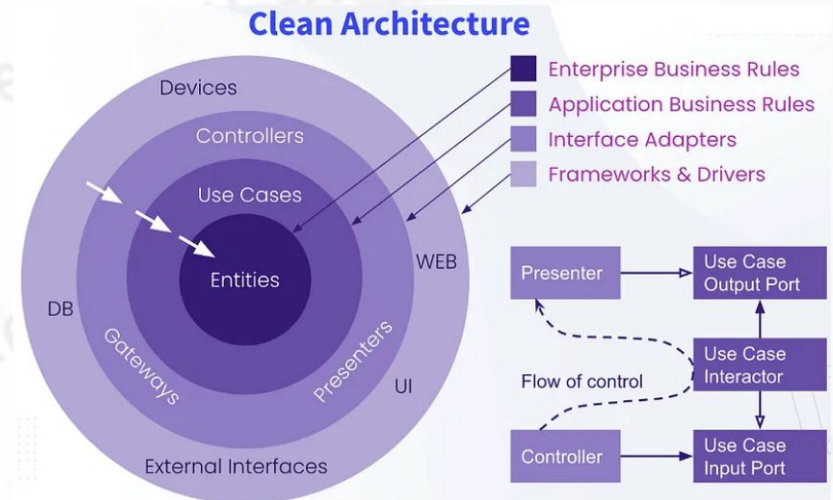 Clean Architecture
Devices
Controllers
Use Cases
Entities
WEB
DB
Gateways
Presenters
UI
External Interfaces
Enterprise Business Rules
Application Business Rules
Interface Adapters
Frameworks & Drivers
Presenter
Use Case
Output Port
Use Case
Interactor
Flow of control
Controller
Use Case
Input Port